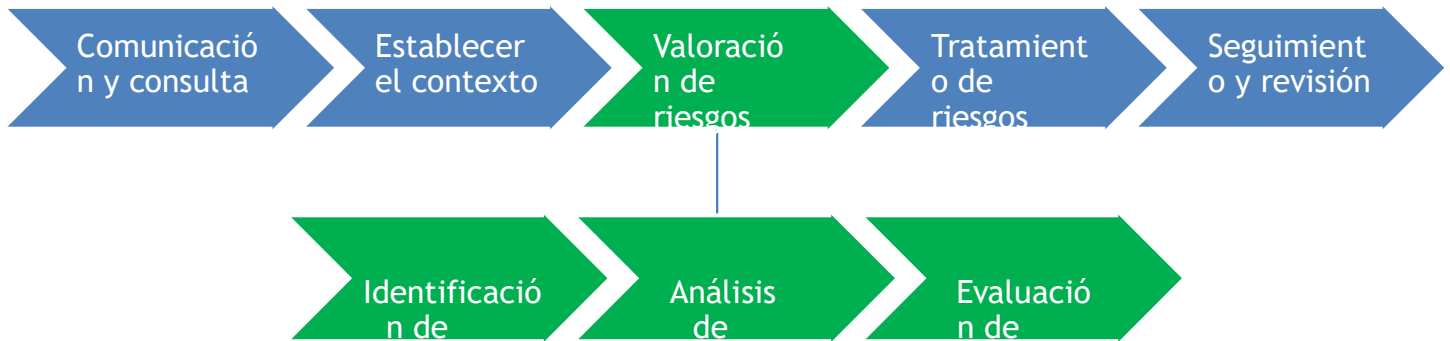 Comunicació
n y consulta
Establecer
el contexto
Valoració
n de
riesgos
Tratamient
o de
riesgos
Seguimient
o y revisión
Identificació
n de
Análisis
de
Evaluació
n de